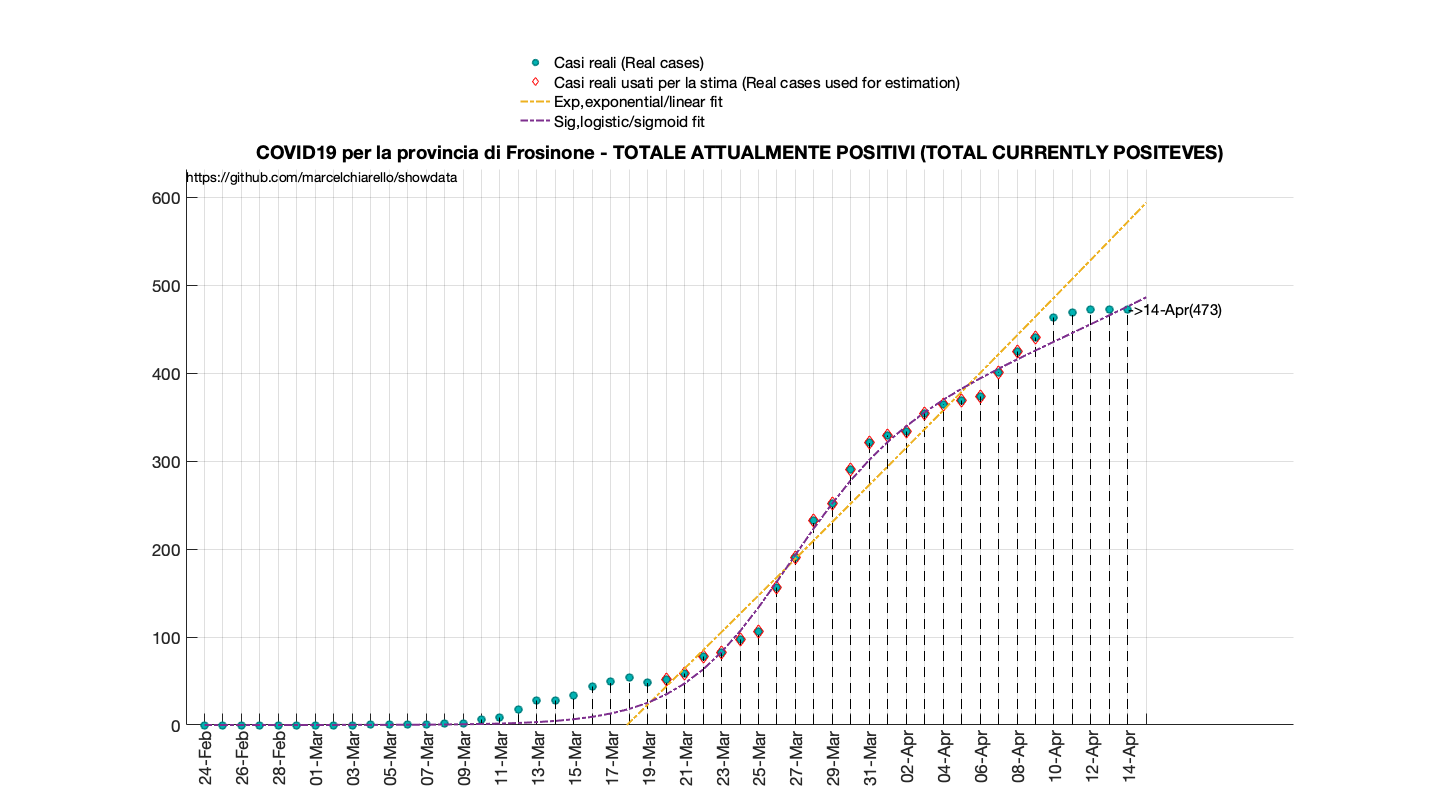 Casi reali (Real cases)
Casi reali usati per la stima (Real cases used for estimation)
Exp,exponential/linear fit
Sig,logistic/sigmoid fit
COVID19 per la provincia di Frosinone - TOTALE ATTUALMENTE POSITIVI (TOTAL CURRENTLY POSITEVES)
https://github.com/marcelchiarello/showdata
600
500
->14-Apr(473)
400
300
200
100
0
24-Feb
26-Feb
28-Feb
01-Mar
03-Mar
05-Mar
07-Mar
09-Mar
11-Mar
13-Mar
15-Mar
17-Mar
19-Mar
21-Mar
23-Mar
25-Mar
27-Mar
29-Mar
31-Mar
02-Apr
04-Apr
06-Apr
08-Apr
10-Apr
12-Apr
14-Apr